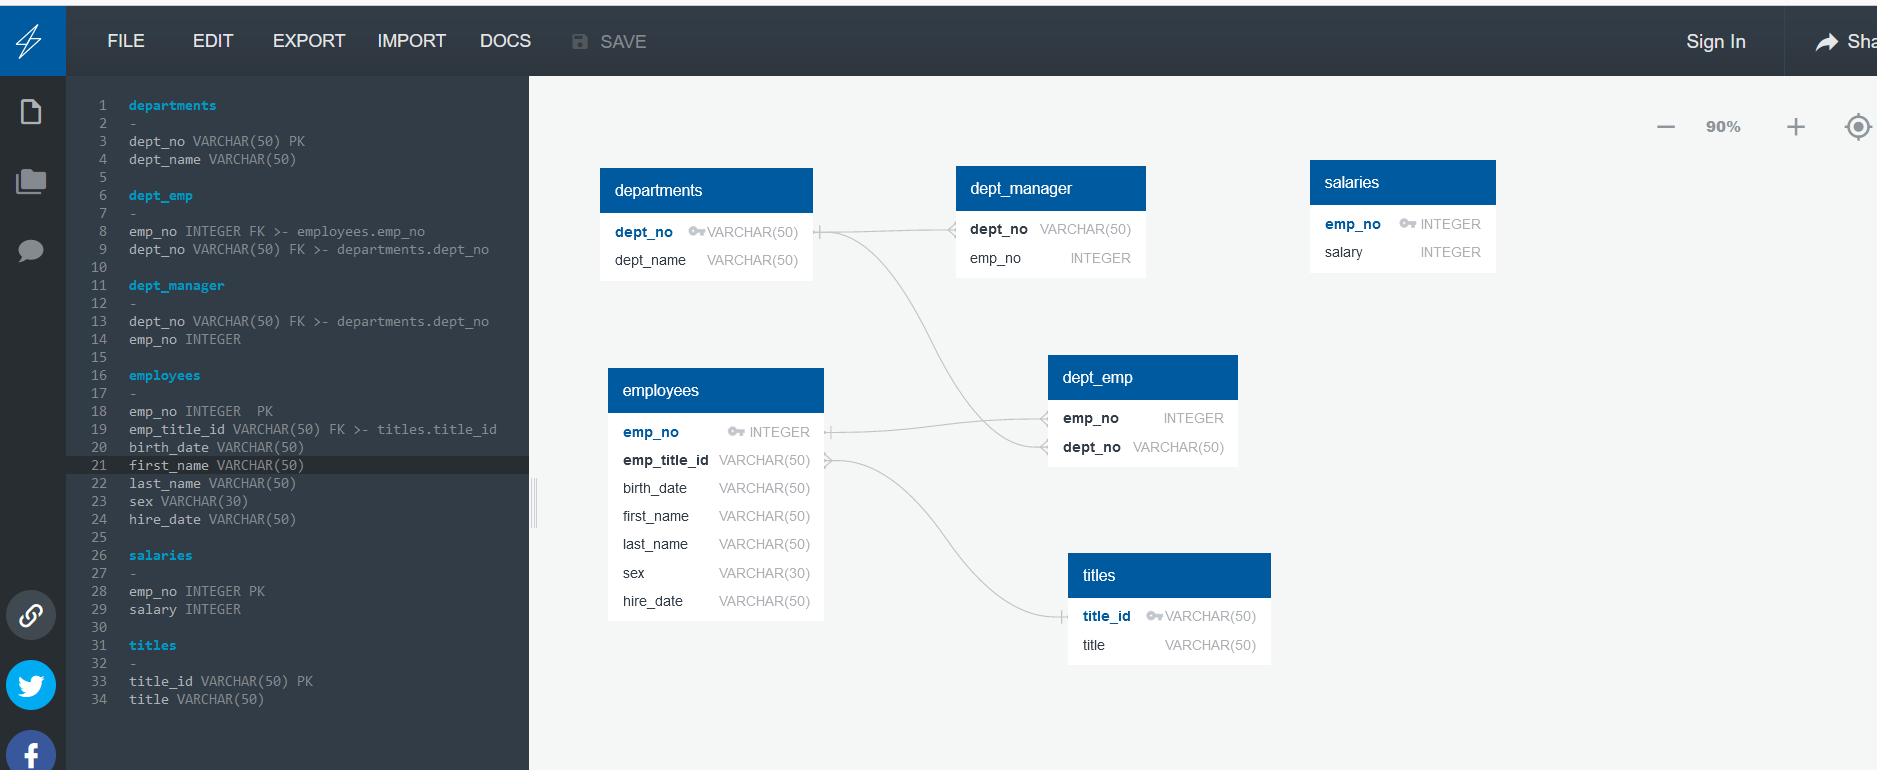 FILE EDIT EXPORT IMPORT DOCS SAVE Sign In Sha
1 departments
2 -
3 dept_no VARCHAR(50) PK
4 dept_name VARCHAR(50)
5
6 dept_emp
7 -
8 emp_no INTEGER FK >- employees.emp_no
9 dept_no VARCHAR(50) FK >- departments.dept_no
10
11 dept_manager
12 -
13 dept_no VARCHAR(50) FK >- departments.dept_no
14 emp_no INTEGER
15
16 employees
17 -
18 emp_no INTEGER  PK
19 emp_title_id VARCHAR(50) FK >- titles.title_id
20 birth_date VARCHAR(50)
21 first_name VARCHAR(50)
22 last_name VARCHAR(50)
23 sex VARCHAR(30)
24 hire_date VARCHAR(50)
25
26 salaries
27 -
28 emp_no INTEGER PK
29 salary INTEGER
30
31 titles
32 -
33 title_id VARCHAR(50) PK
34 title VARCHAR(50)
90%
departments
dept_no VARCHAR(50)
dept_name VARCHAR(50)
dept_manager
dept_no VARCHAR(50)
emp_no INTEGER
salaries
emp_no INTEGER
salary INTEGER
employees
emp_no INTEGER
emp_title_id VARCHAR(50)
birth_date VARCHAR(50)
first_name VARCHAR(50)
last_name VARCHAR(50)
sex VARCHAR(30)
hire_date VARCHAR(50)
dept_emp
emp_no INTEGER
dept_no VARCHAR(50)
titles
title_id VARCHAR(50)
title VARCHAR(50)